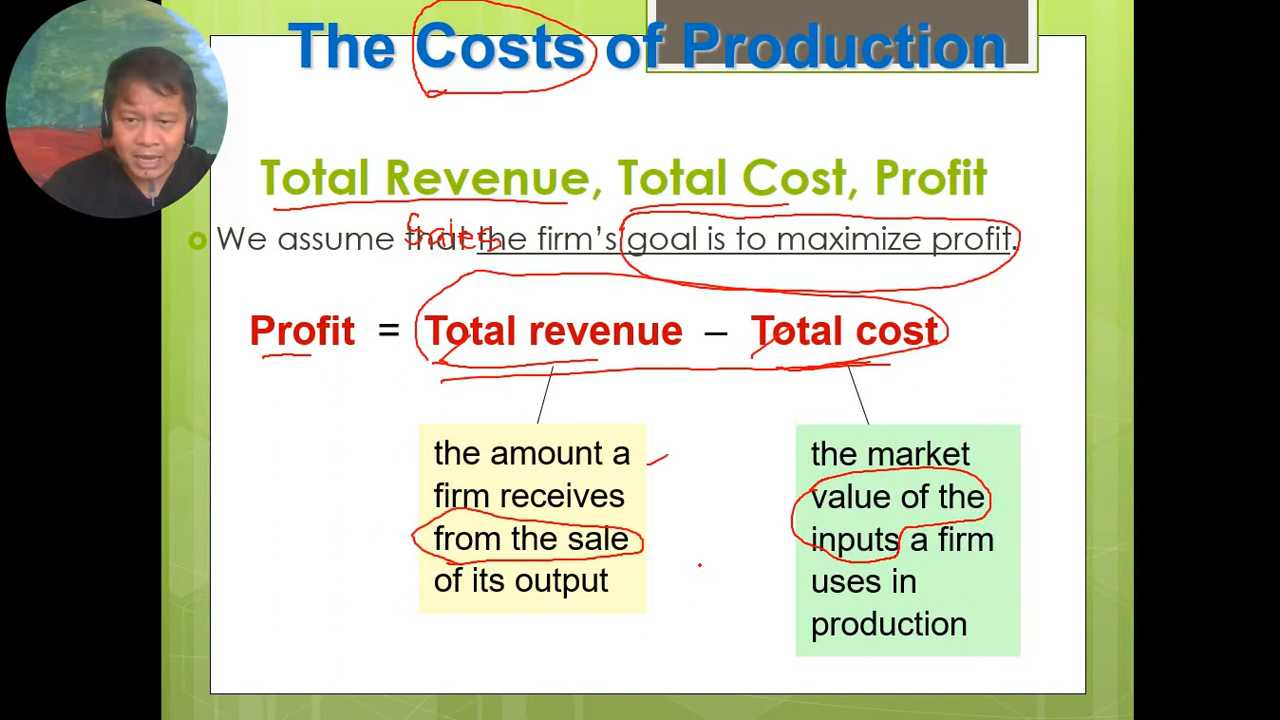 The Costs of Production
Total Revenue, Total Cost, Profit
Sales
We assume that the firm's goal is to maximize profit.
Profit = Total revenue – Total cost
the amount a
firm receives
from the sale
of its output
the market
value of the
inputs a firm
uses in
production